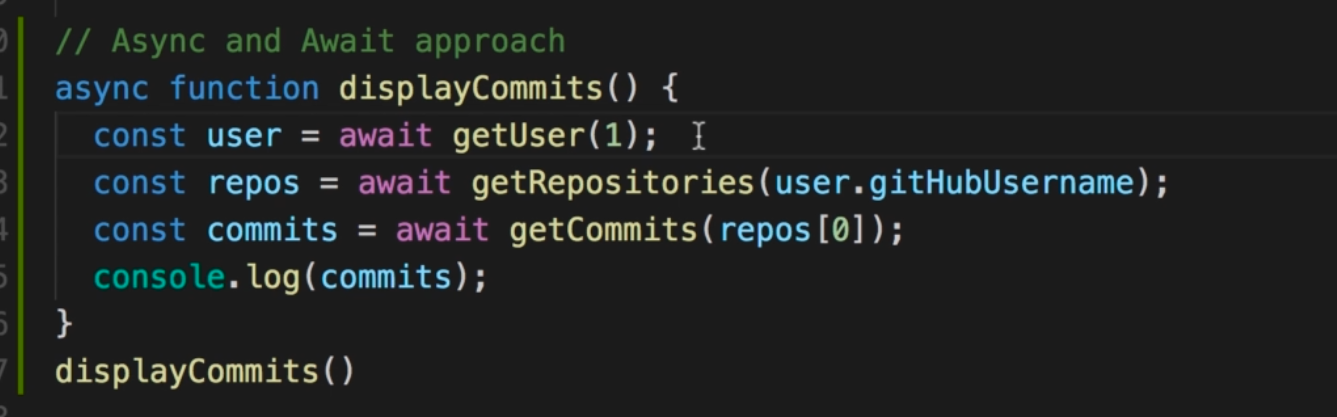 // Async and Await approach
async function displayCommits() {
const user = await getUser(1);
const repos = await getRepositories(user.gitHubUsername);
const commits = await getCommits(repos[0]);
console.log(commits);
}
displayCommits()